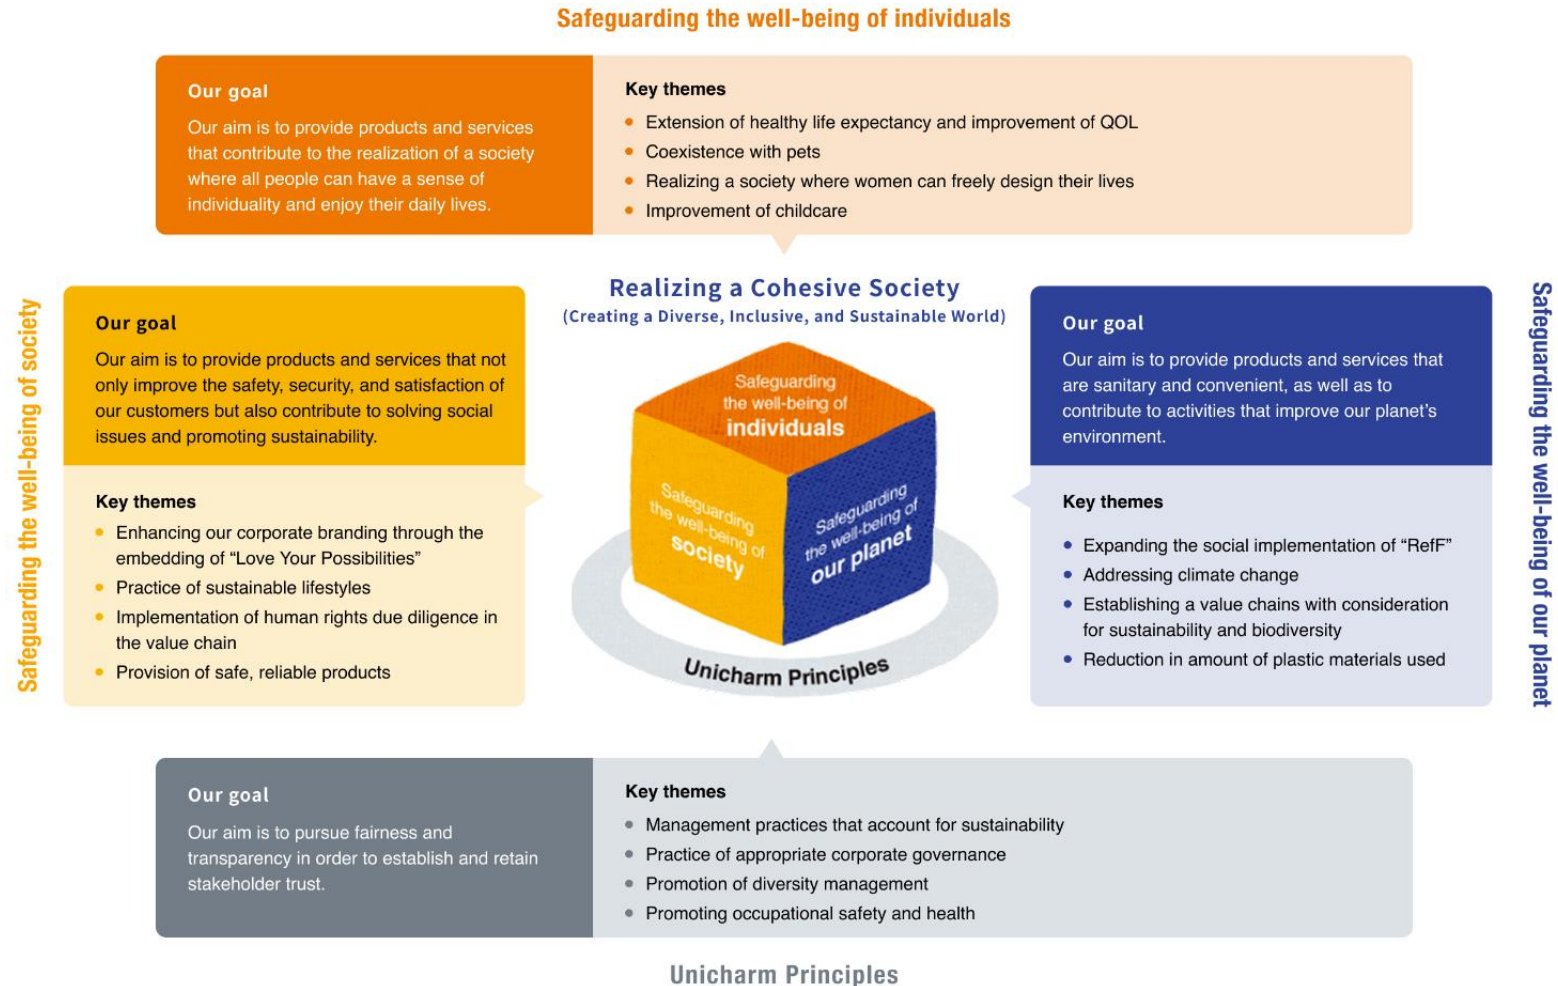 Safeguarding the well-being of individuals
Our goal
Our aim is to provide products and services
that contribute to the realization of a society
where all people can have a sense of
individuality and enjoy their daily lives.
Key themes
• Extension of healthy life expectancy and improvement of QOL
• Coexistence with pets
• Realizing a society where women can freely design their lives
• Improvement of childcare
Safeguarding the well-being of society
Our goal
Our aim is to provide products and services that not
only improve the safety, security, and satisfaction of
our customers but also contribute to solving social
issues and promoting sustainability.
Key themes
• Enhancing our corporate branding through the
embedding of “Love Your Possibilities”
• Practice of sustainable lifestyles
• Implementation of human rights due diligence in
the value chain
• Provision of safe, reliable products
Realizing a Cohesive Society
(Creating a Diverse, Inclusive, and Sustainable World)
Safeguarding
the well-being of
individuals
Safeguarding
the well-being of
society
Safeguarding
the well-being of
our planet
Unicharm Principles
Our goal
Our aim is to provide products and services that
are sanitary and convenient, as well as to
contribute to activities that improve our planet’s
environment.
Key themes
• Expanding the social implementation of “RefF”
• Addressing climate change
• Establishing a value chains with consideration
for sustainability and biodiversity
• Reduction in amount of plastic materials used
Safeguarding the well-being of our planet
Our goal
Our aim is to pursue fairness and
transparency in order to establish and retain
stakeholder trust.
Key themes
• Management practices that account for sustainability
• Practice of appropriate corporate governance
• Promotion of diversity management
• Promoting occupational safety and health
Unicharm Principles